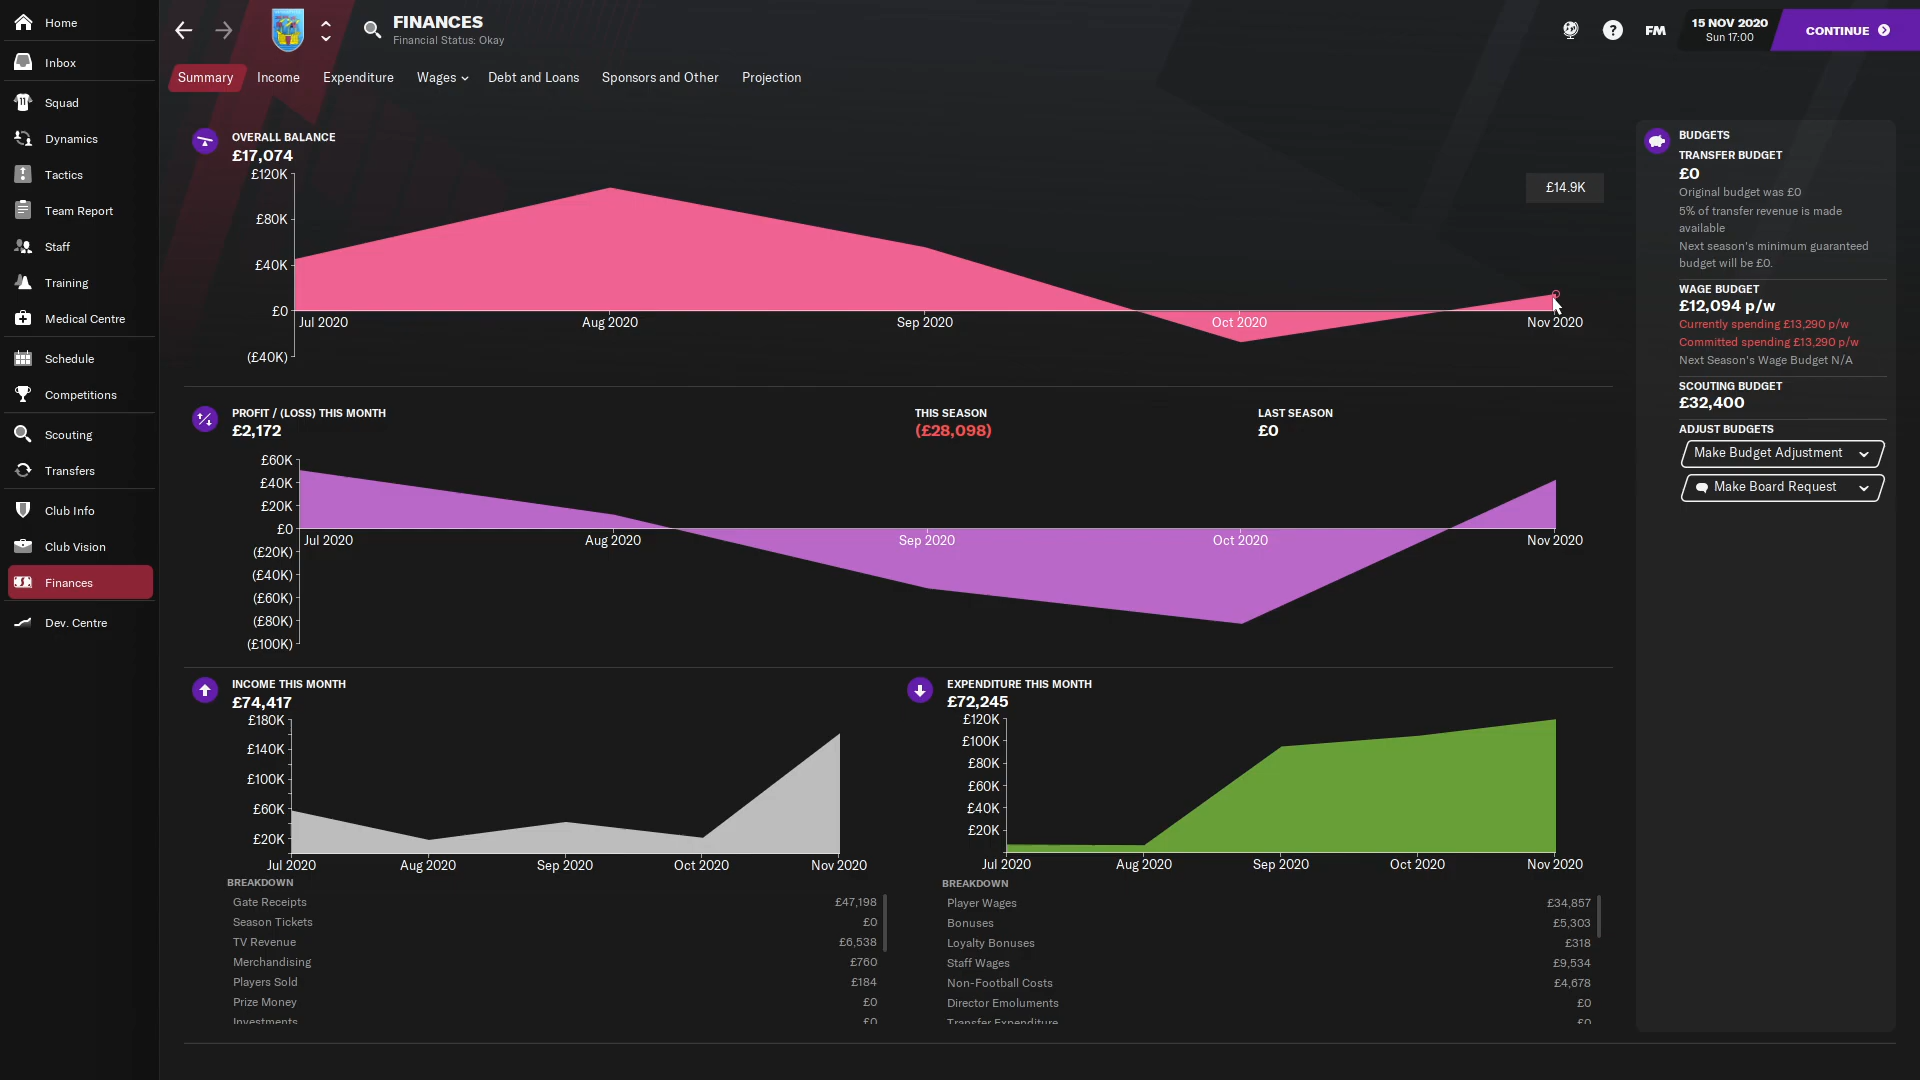 Home
Inbox
Squad
Dynamics
Tactics
Team Report
Staff
Training
Medical Centre
Schedule
Competitions
Scouting
Transfers
Club Info
Club Vision
Finances
Dev. Centre
FINANCES
Financial Status: Okay
FM
15 NOV 2020
Sun 17:00
CONTINUE
Summary
Income
Expenditure
Wages
Debt and Loans
Sponsors and Other
Projection
OVERALL BALANCE
£17,074
£120K
£80K
£40K
£0
(£40K)
£14.9K
Jul 2020
Aug 2020
Sep 2020
Oct 2020
Nov 2020
PROFIT / (LOSS) THIS MONTH
£2,172
THIS SEASON
(£28,098)
LAST SEASON
£0
£60K
£40K
£20K
£0
(£20K)
(£40K)
(£60K)
(£80K)
(£100K)
Jul 2020
Aug 2020
Sep 2020
Oct 2020
Nov 2020
INCOME THIS MONTH
£74,417
£180K
£140K
£100K
£60K
£20K
Jul 2020
Aug 2020
Sep 2020
Oct 2020
Nov 2020
BREAKDOWN
Gate Receipts £47,198
Season Tickets £0
TV Revenue £6,538
Merchandising £760
Players Sold £184
Prize Money £0
Investments £0
EXPENDITURE THIS MONTH
£72,245
£120K
£100K
£80K
£60K
£40K
£20K
Jul 2020
Aug 2020
Sep 2020
Oct 2020
Nov 2020
BREAKDOWN
Player Wages £34,857
Bonuses £5,303
Loyalty Bonuses £318
Staff Wages £9,534
Non-Football Costs £4,678
Director Emoluments £0
Transfer Expenditure £0
BUDGETS
TRANSFER BUDGET
£0
Original budget was £0
5% of transfer revenue is made
available
Next season's minimum guaranteed
budget will be £0.
WAGE BUDGET
£12,094 p/w
Currently spending £13,290 p/w
Committed spending £13,290 p/w
Next Season's Wage Budget N/A
SCOUTING BUDGET
£32,400
ADJUST BUDGETS
Make Budget Adjustment
Make Board Request